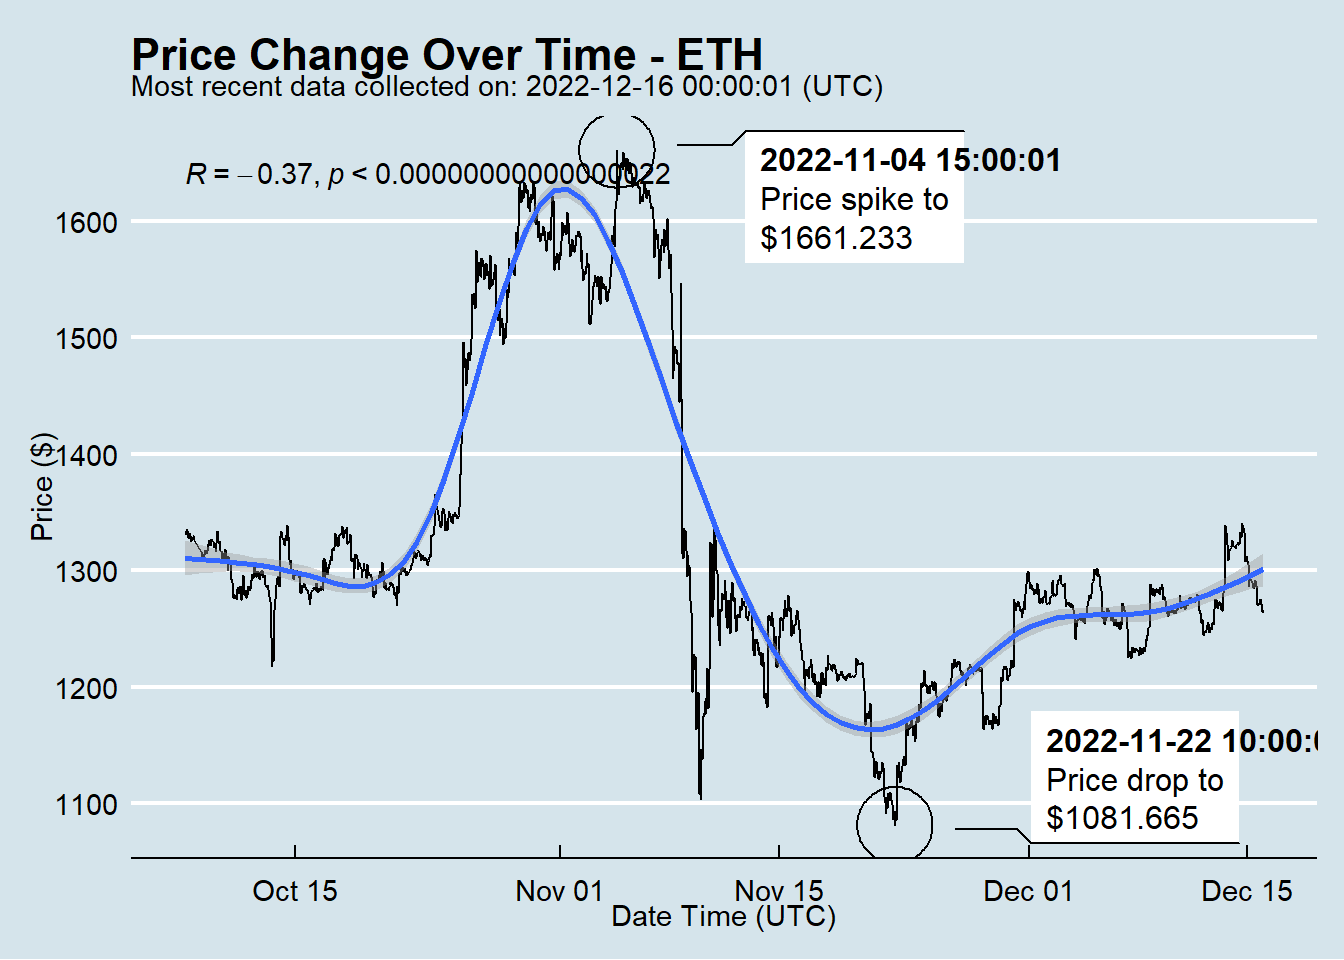 Price Change Over Time - ETH
Most recent data collected on: 2022-12-16 00:00:01 (UTC)
R = −0.37, p < 0.00000000000000022
2022-11-04 15:00:01
Price spike to
$1661.233
1600
1500
1400
1300
1200
1100
Price ($)
2022-11-22 10:00:0
Price drop to
$1081.665
Oct 15
Nov 01
Nov 15
Dec 01
Dec 15
Date Time (UTC)